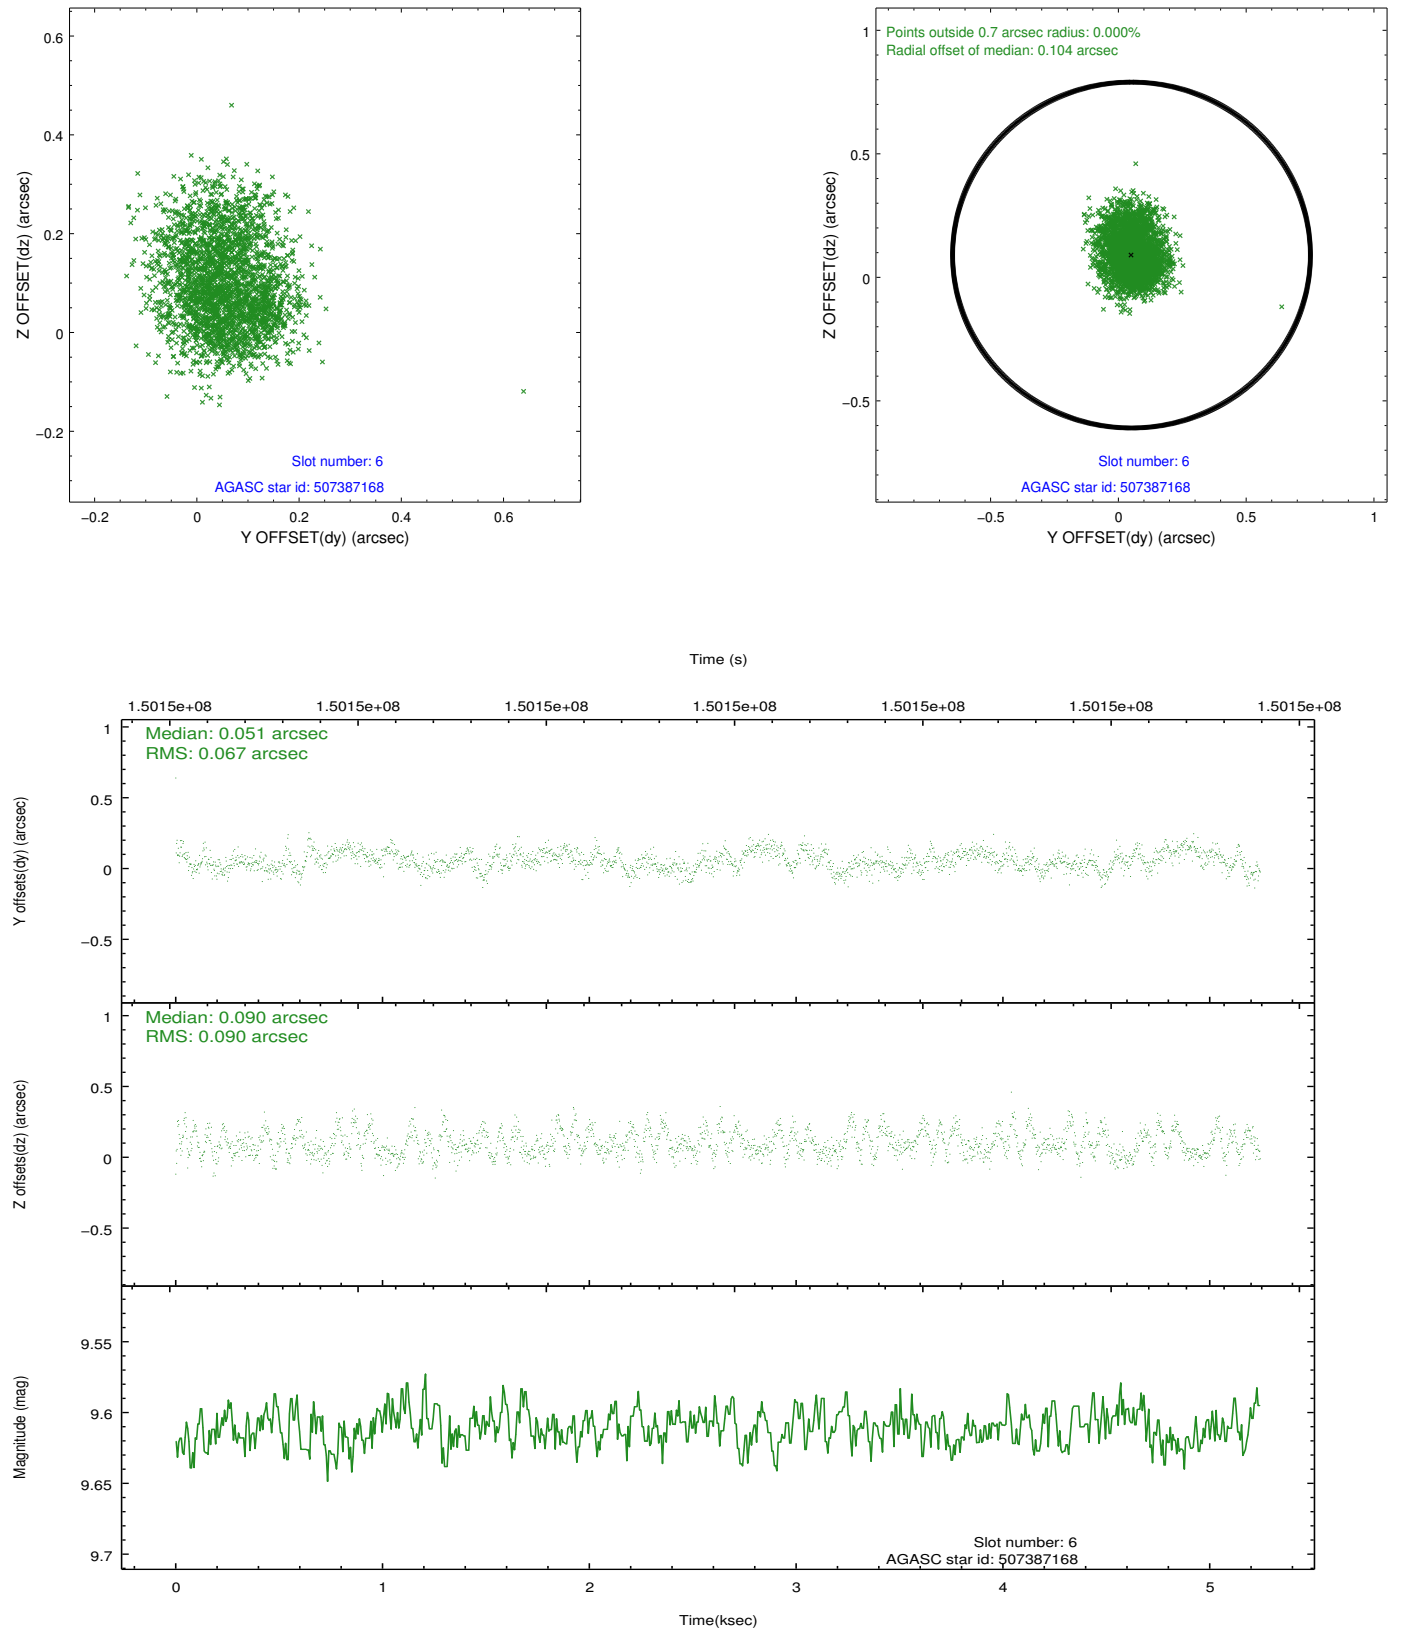 0.6
0.4
0.2
0
−0.2
Z OFFSET(dz) (arcsec)
Slot number: 6
AGASC star id: 507387168
−0.2 0 0.2 0.4 0.6
Y OFFSET(dy) (arcsec)
Points outside 0.7 arcsec radius: 0.000%
Radial offset of median: 0.104 arcsec
1
0.5
0
−0.5
Z OFFSET(dz) (arcsec)
Slot number: 6
AGASC star id: 507387168
−0.5 0 0.5 1
Y OFFSET(dy) (arcsec)
Time (s)
1.5015e+08 1.5015e+08 1.5015e+08 1.5015e+08 1.5015e+08 1.5015e+08 1.5015e+08
Median: 0.051 arcsec
RMS: 0.067 arcsec
1
0.5
0
−0.5
Y offsets(dy) (arcsec)
Median: 0.090 arcsec
RMS: 0.090 arcsec
1
0.5
0
−0.5
Z offsets(dz) (arcsec)
9.55
9.6
9.65
9.7
Magnitude (mag)
Slot number: 6
AGASC star id: 507387168
0 1 2 3 4 5
Time(ksec)